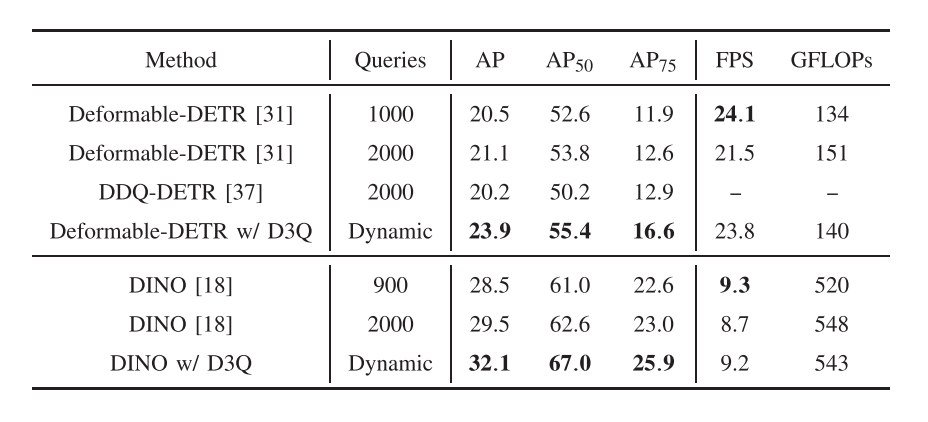 Method Queries AP AP50 AP75 FPS GFLOPs
Deformable-DETR [31] 1000 20.5 52.6 11.9 24.1 134
Deformable-DETR [31] 2000 21.1 53.8 12.6 21.5 151
DDQ-DETR [37] 2000 20.2 50.2 12.9 – –
Deformable-DETR w/ D3Q Dynamic 23.9 55.4 16.6 23.8 140
DINO [18] 900 28.5 61.0 22.6 9.3 520
DINO [18] 2000 29.5 62.6 23.0 8.7 548
DINO w/ D3Q Dynamic 32.1 67.0 25.9 9.2 543